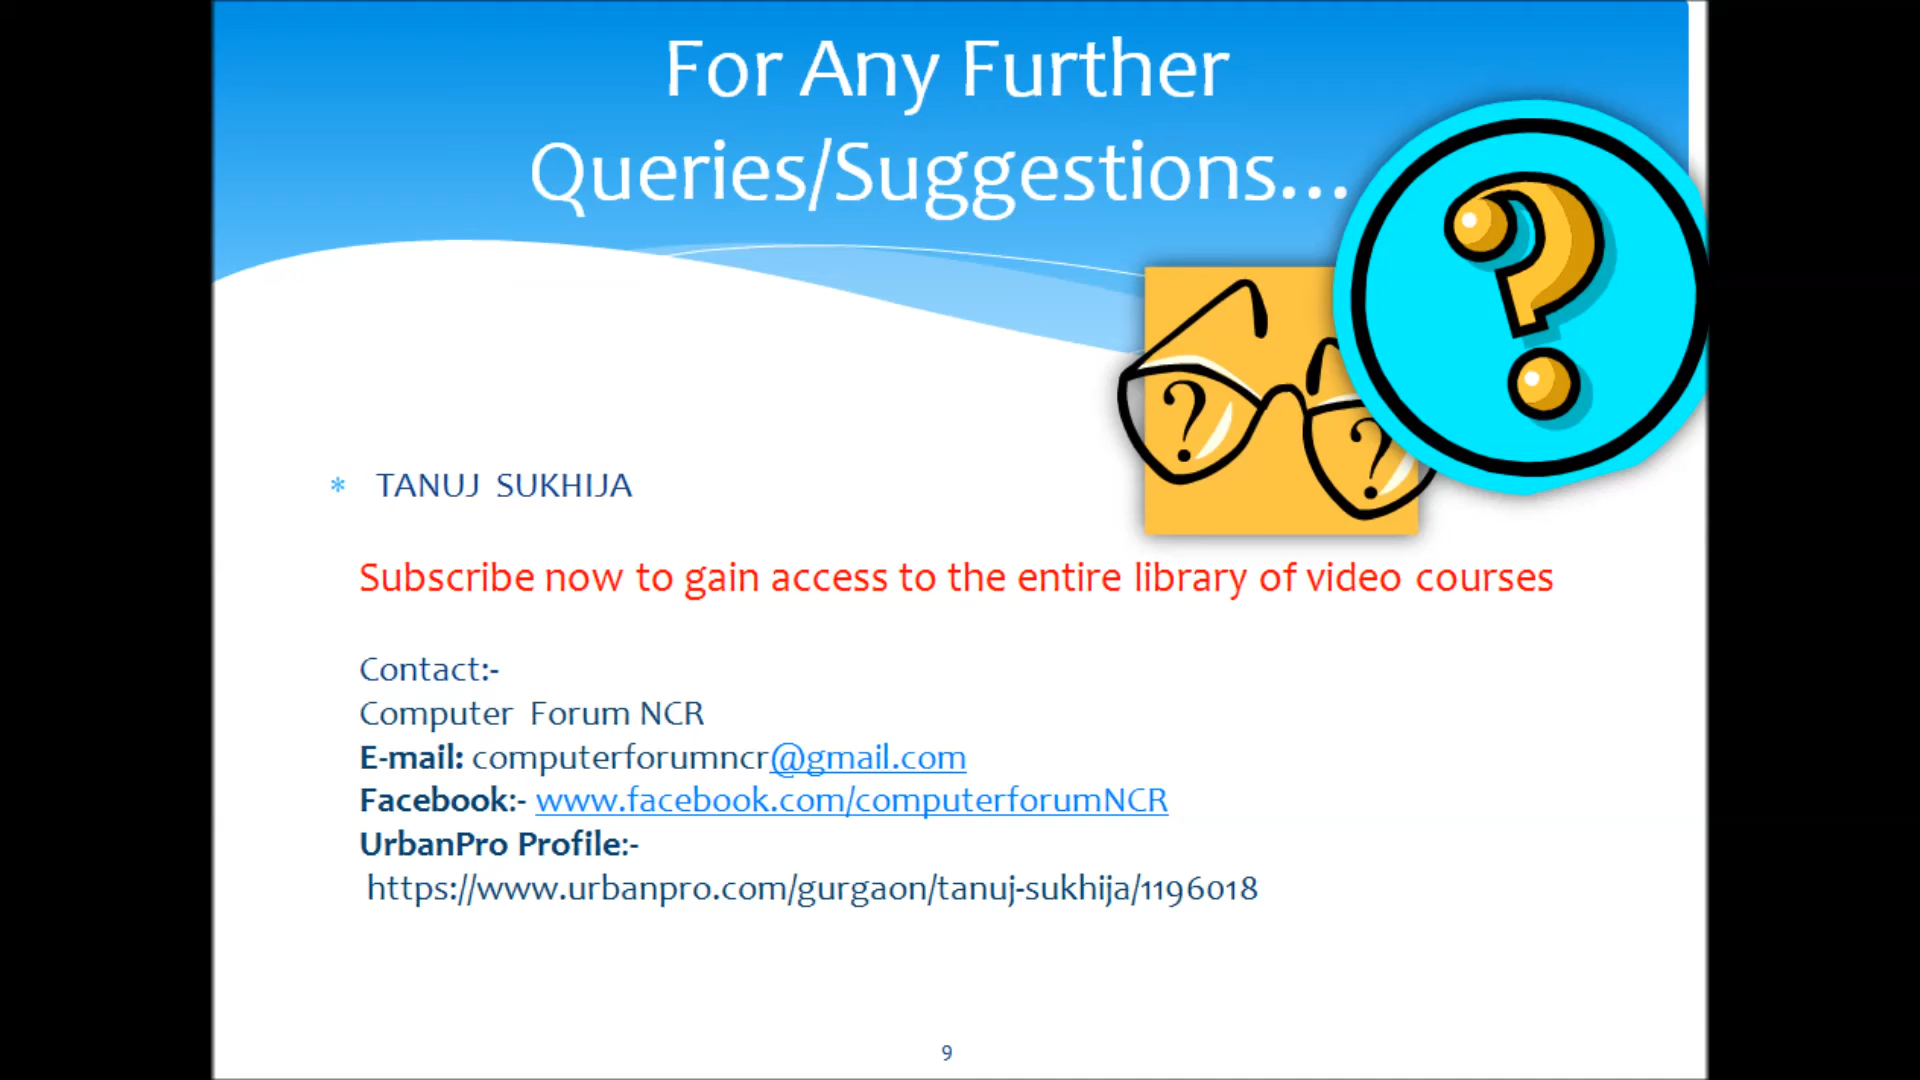 For Any Further
Queries/Suggestions...
?
? ?
* TANUJ SUKHIJA
Subscribe now to gain access to the entire library of video courses
Contact:-
Computer Forum NCR
E-mail: computerforumncr@gmail.com
Facebook:- www.facebook.com/computerforumNCR
UrbanPro Profile:-
https://www.urbanpro.com/gurgaon/tanuj-sukhija/1196018
9